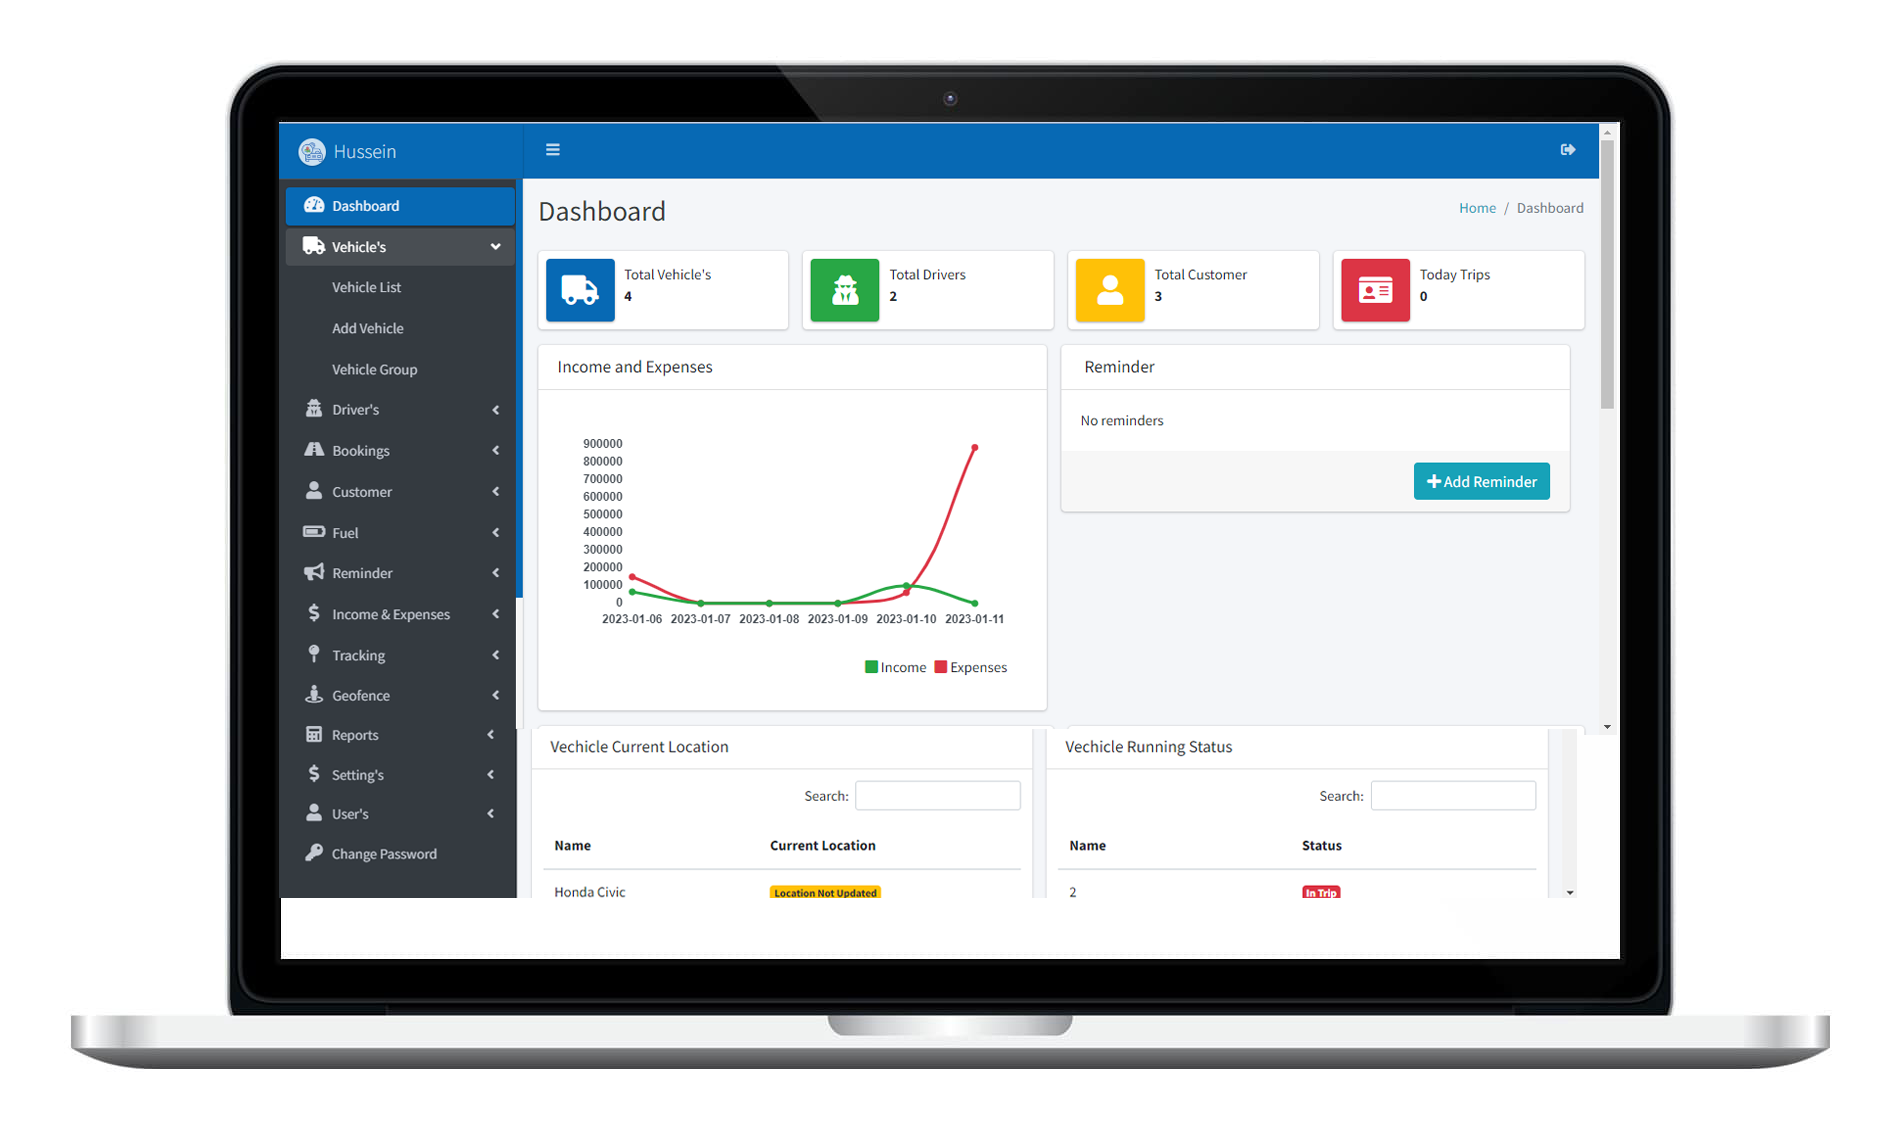 Hussein
Dashboard
Vehicle's
Vehicle List
Add Vehicle
Vehicle Group
Driver's
Bookings
Customer
Fuel
Reminder
Income & Expenses
Tracking
Geofence
Reports
Setting's
User's
Change Password
Dashboard
Home / Dashboard
Total Vehicle's
4
Total Drivers
2
Total Customer
3
Today Trips
0
Income and Expenses
900000
800000
700000
600000
500000
400000
300000
200000
100000
0
2023-01-06 2023-01-07 2023-01-08 2023-01-09 2023-01-10 2023-01-11
Income Expenses
Reminder
No reminders
Add Reminder
Vechicle Current Location
Search:
Name Current Location
Honda Civic Location Not Updated
Vechicle Running Status
Search:
Name Status
2 In Trip